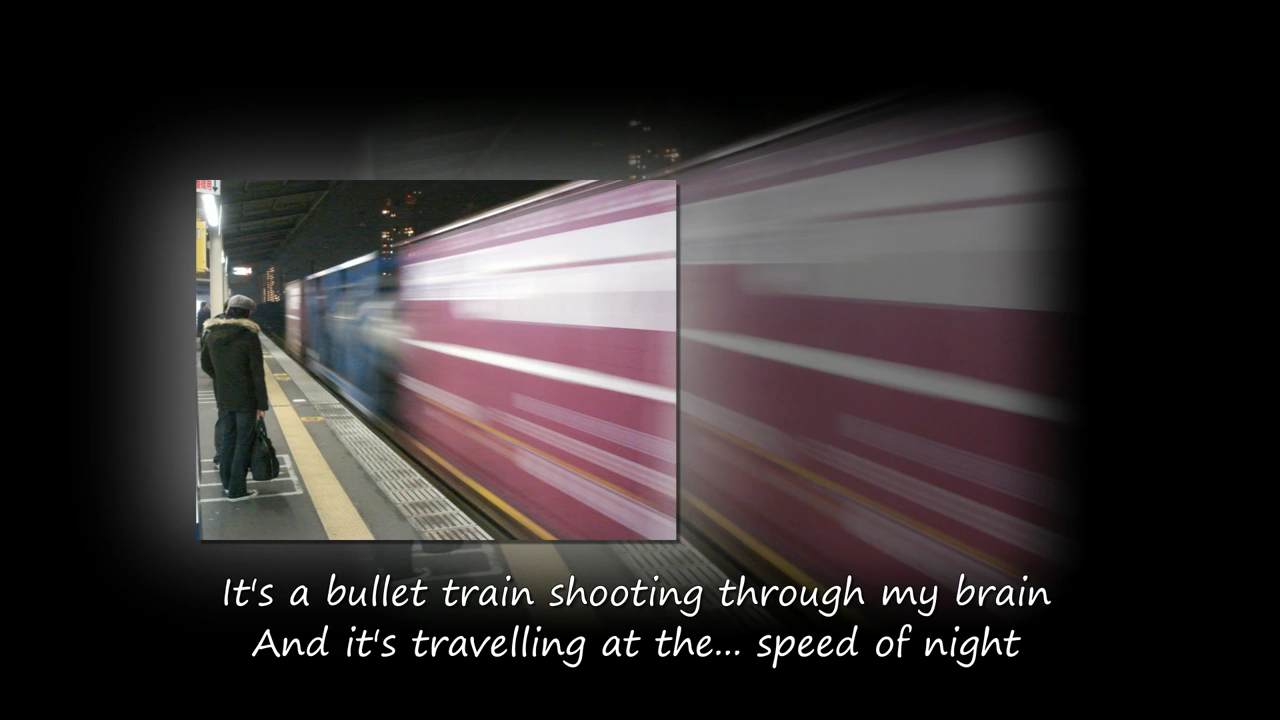 It's a bullet train shooting through my brain
And it's travelling at the... speed of night